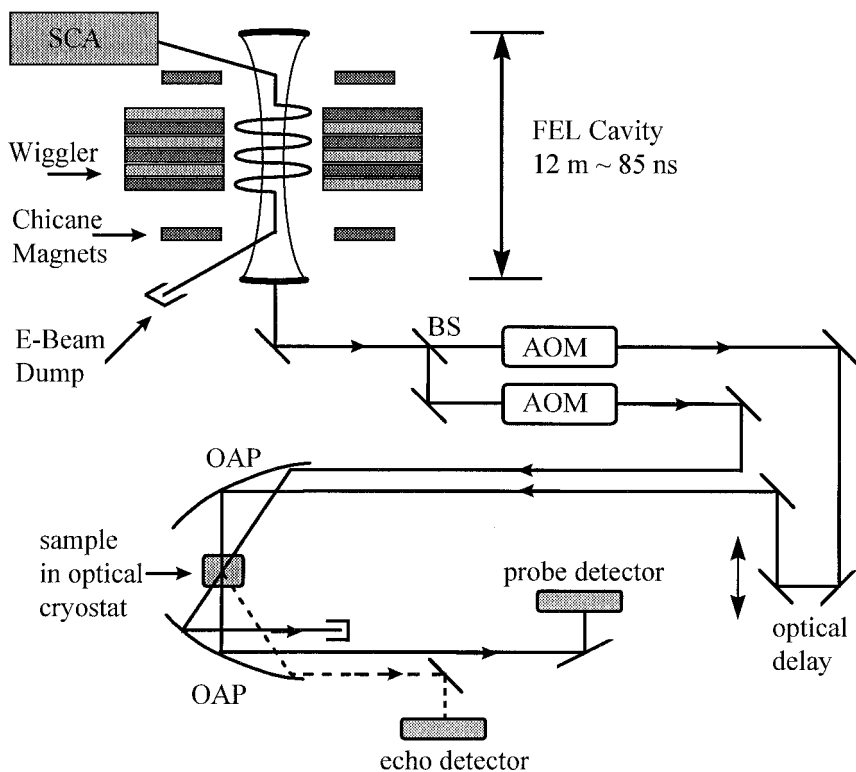 SCA
FEL Cavity
12 m ~ 85 ns
Wiggler
Chicane
Magnets
E-Beam
Dump
BS
AOM
AOM
OAP
sample
in optical
cryostat
probe detector
optical
delay
OAP
echo detector